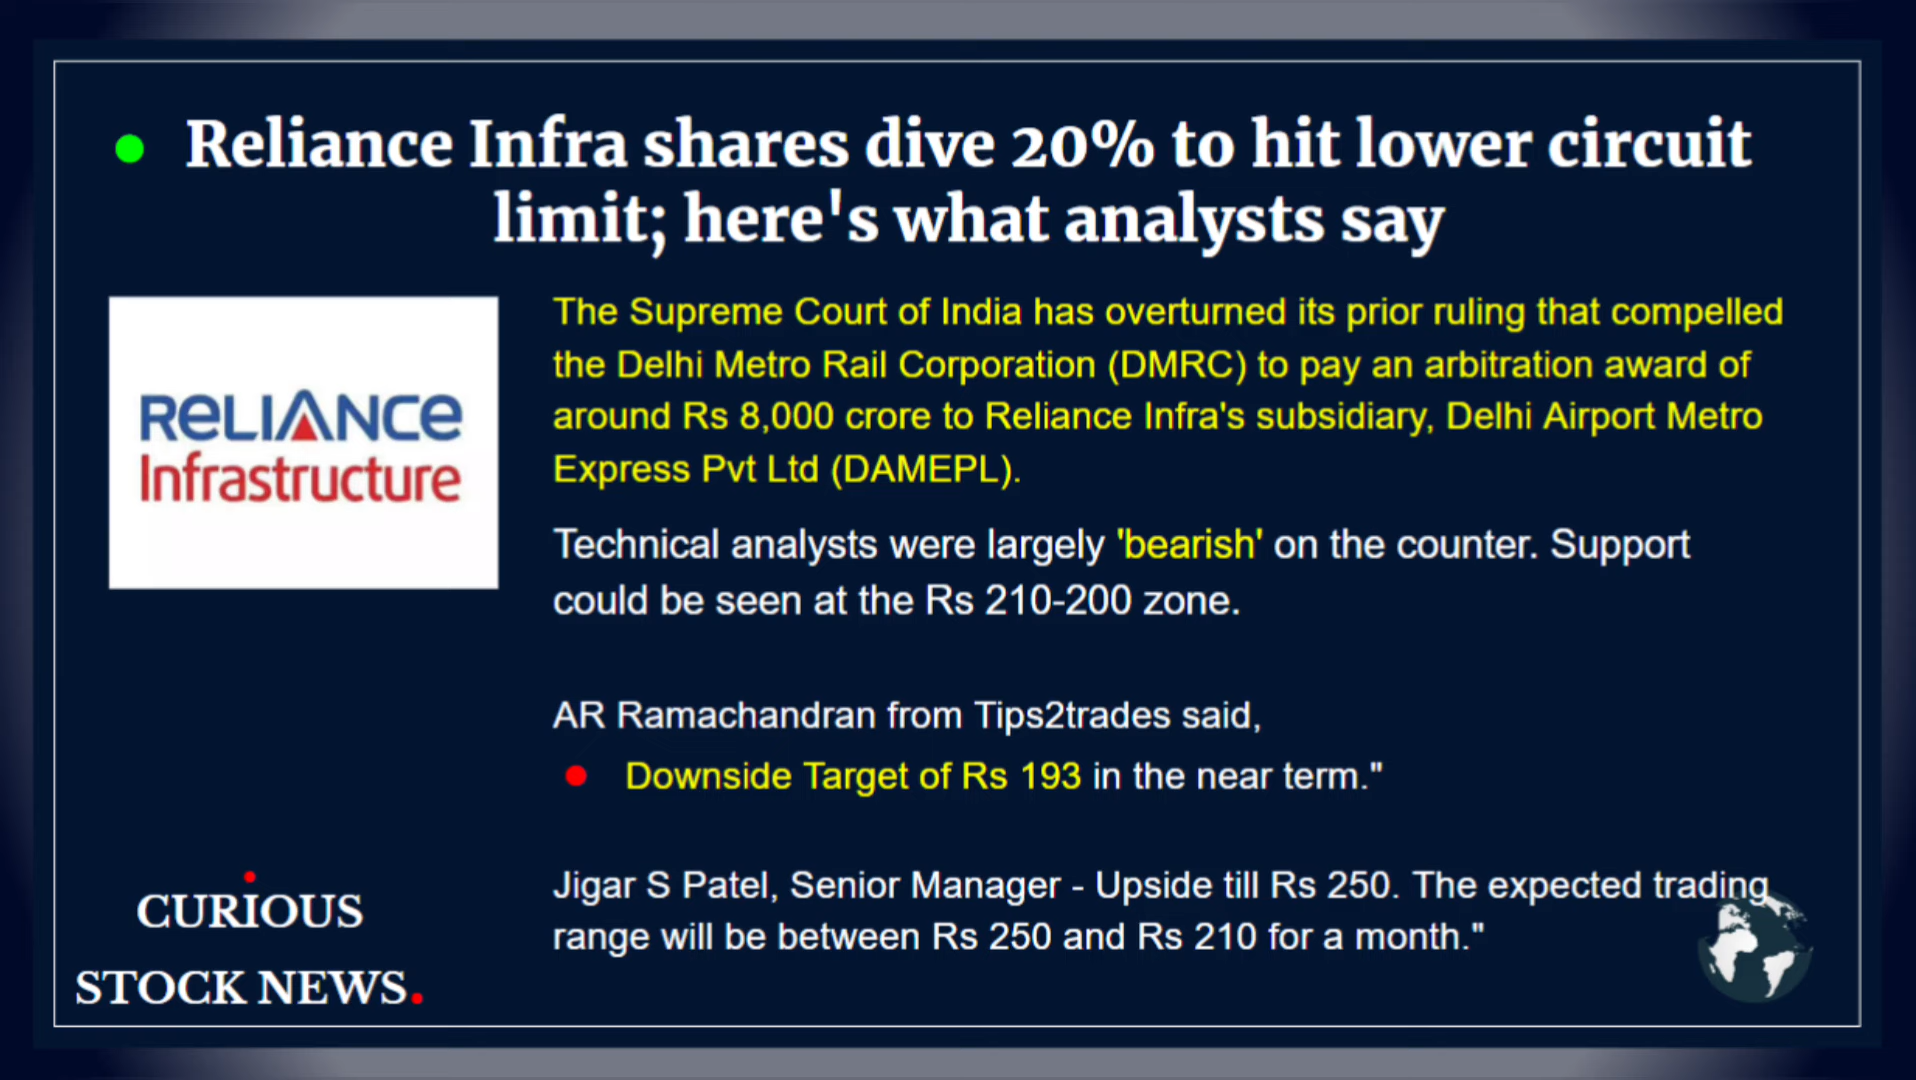 Reliance Infra shares dive 20% to hit lower circuit
limit; here's what analysts say
RELIANCE
Infrastructure
The Supreme Court of India has overturned its prior ruling that compelled
the Delhi Metro Rail Corporation (DMRC) to pay an arbitration award of
around Rs 8,000 crore to Reliance Infra's subsidiary, Delhi Airport Metro
Express Pvt Ltd (DAMEPL).
Technical analysts were largely 'bearish' on the counter. Support
could be seen at the Rs 210-200 zone.
AR Ramachandran from Tips2trades said,
Downside Target of Rs 193 in the near term."
Jigar S Patel, Senior Manager - Upside till Rs 250. The expected trading
range will be between Rs 250 and Rs 210 for a month."
CURIOUS
STOCK NEWS.